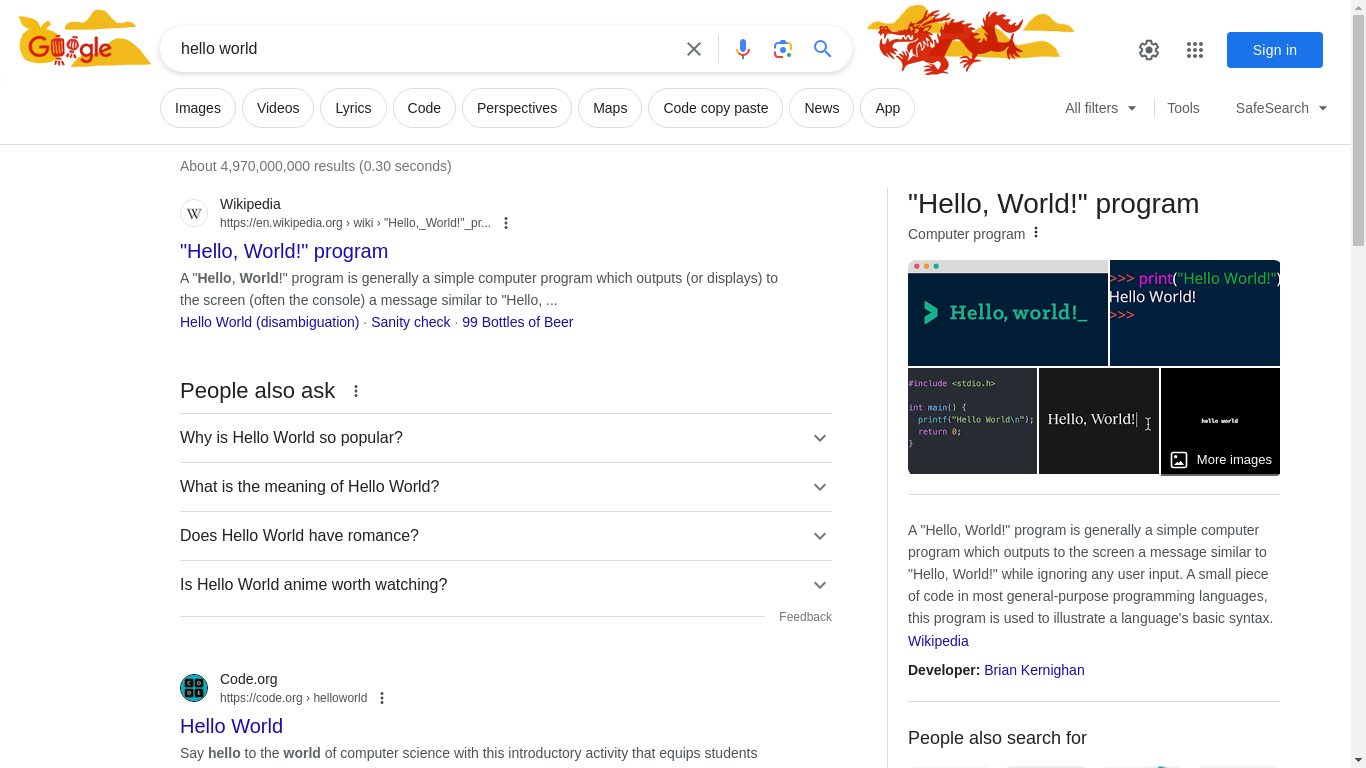 Google
hello world
Sign in
Images
Videos
Lyrics
Code
Perspectives
Maps
Code copy paste
News
App
All filters
Tools
SafeSearch
About 4,970,000,000 results (0.30 seconds)
W
Wikipedia
https://en.wikipedia.org › wiki › "Hello,_World!"_pr...
"Hello, World!" program
A "Hello, World!" program is generally a simple computer program which outputs (or displays) to
the screen (often the console) a message similar to "Hello, ...
Hello World (disambiguation) · Sanity check · 99 Bottles of Beer
People also ask
Why is Hello World so popular?
What is the meaning of Hello World?
Does Hello World have romance?
Is Hello World anime worth watching?
Feedback
CODE
Code.org
https://code.org › helloworld
Hello World
Say hello to the world of computer science with this introductory activity that equips students
"Hello, World!" program
Computer program
Hello, world!_
>>> print("Hello World!")
Hello World!
>>>
#include <stdio.h>
int main() {
printf("Hello World\n");
return 0;
}
Hello, World!
hello world
More images
A "Hello, World!" program is generally a simple computer
program which outputs to the screen a message similar to
"Hello, World!" while ignoring any user input. A small piece
of code in most general-purpose programming languages,
this program is used to illustrate a language's basic syntax.
Wikipedia
Developer: Brian Kernighan
People also search for